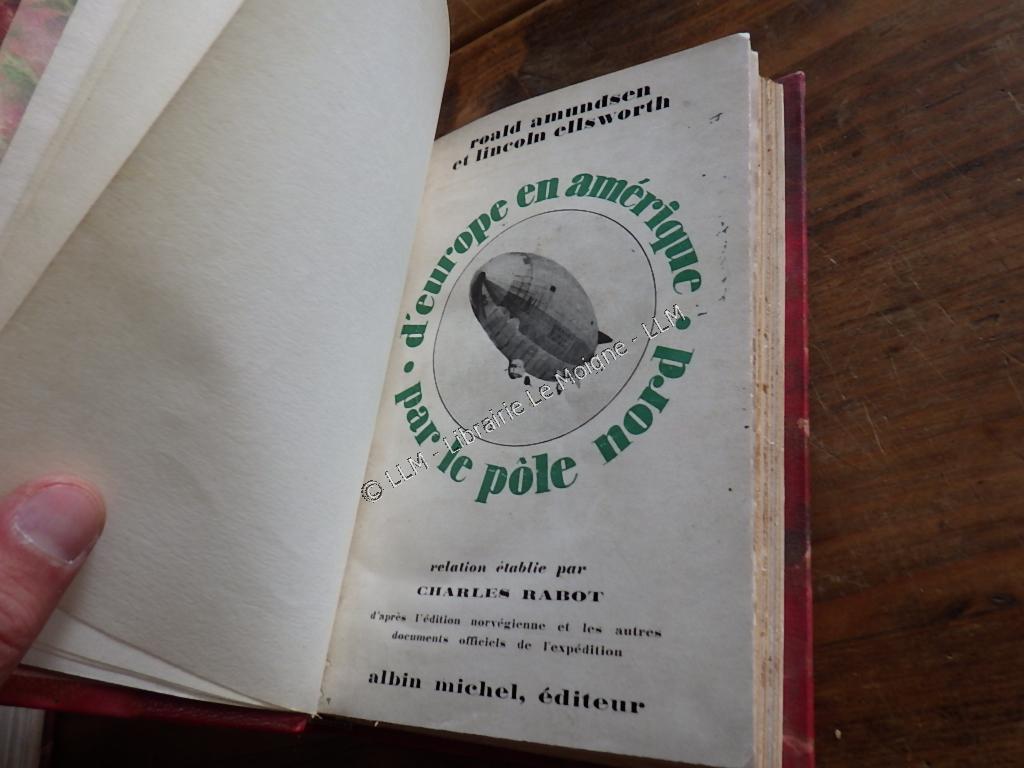 roald amundsen
et lincoln ellsworth
• d'europe en amérique •
par le pôle nord
© LLM - Librairie Le Moigne - LLM
relation établie par
CHARLES RABOT
d'après l'édition norvégienne et les autres
documents officiels de l'expédition
albin michel, éditeur